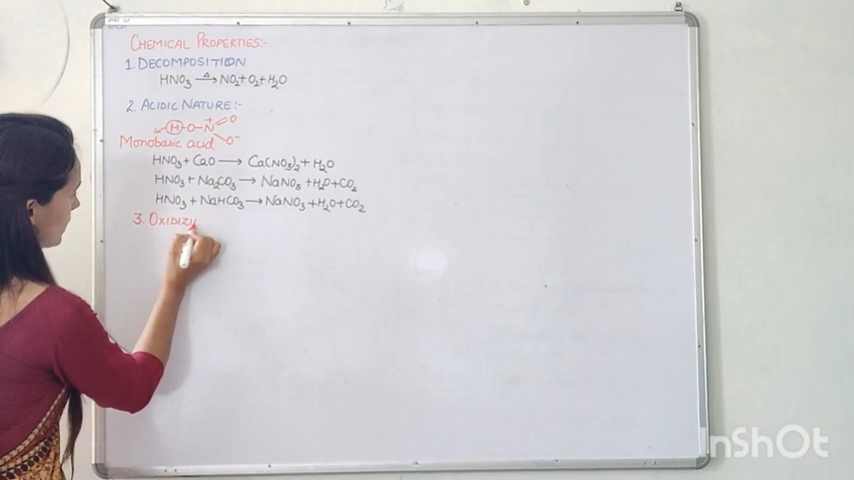 CHEMICAL PROPERTIES:-
1. DECOMPOSITION
HNO₃ —Δ→ NO₂ + O₂ + H₂O
2. ACIDIC NATURE:-
H-O-N⁺=O
O⁻
Monobasic acid
HNO₃ + CaO → Ca(NO₃)₂ + H₂O
HNO₃ + Na₂CO₃ → NaNO₃ + H₂O + CO₂
HNO₃ + NaHCO₃ → NaNO₃ + H₂O + CO₂
3. OXIDIZI
InShOt